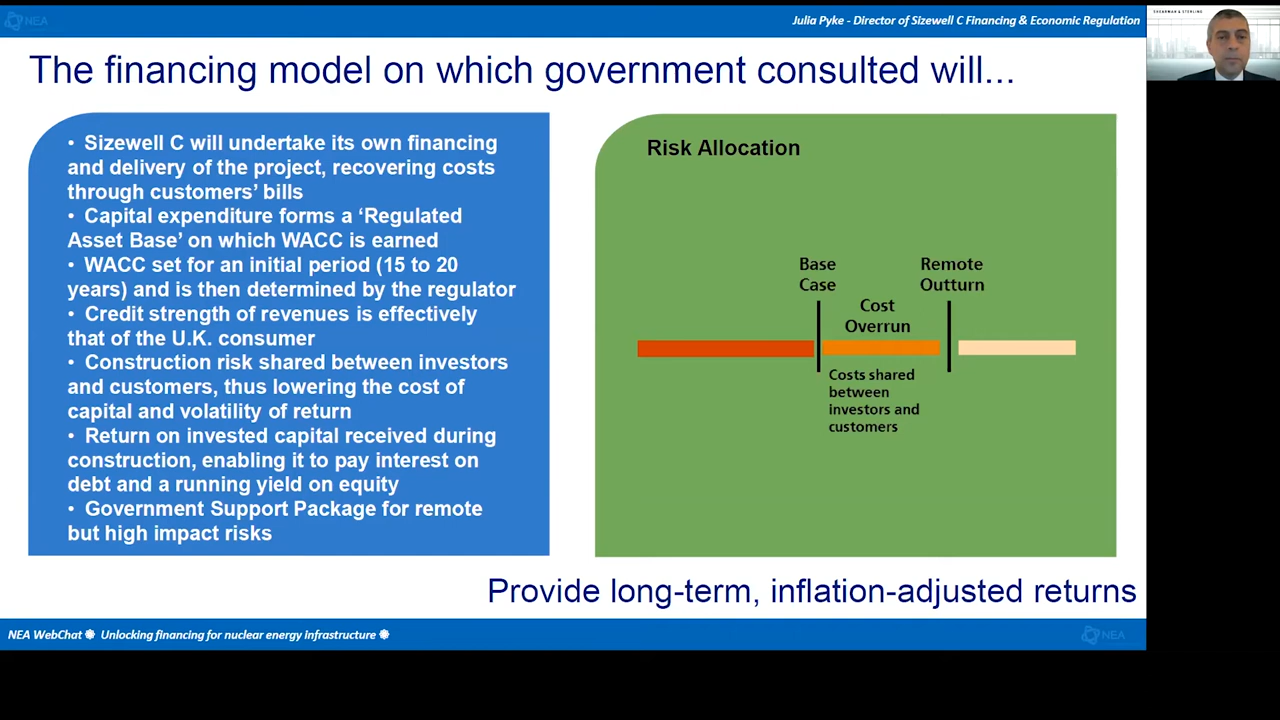 NEA
Julia Pyke - Director of Sizewell C Financing & Economic Regulation
SHEARMAN & STERLING
The financing model on which government consulted will...
• Sizewell C will undertake its own financing
and delivery of the project, recovering costs
through customers’ bills
• Capital expenditure forms a ‘Regulated
Asset Base’ on which WACC is earned
• WACC set for an initial period (15 to 20
years) and is then determined by the regulator
• Credit strength of revenues is effectively
that of the U.K. consumer
• Construction risk shared between investors
and customers, thus lowering the cost of
capital and volatility of return
• Return on invested capital received during
construction, enabling it to pay interest on
debt and a running yield on equity
• Government Support Package for remote
but high impact risks
Risk Allocation
Base
Case
Remote
Outturn
Cost
Overrun
Costs shared
between
investors and
customers
Provide long-term, inflation-adjusted returns
NEA WebChat Unlocking financing for nuclear energy infrastructure
NEA